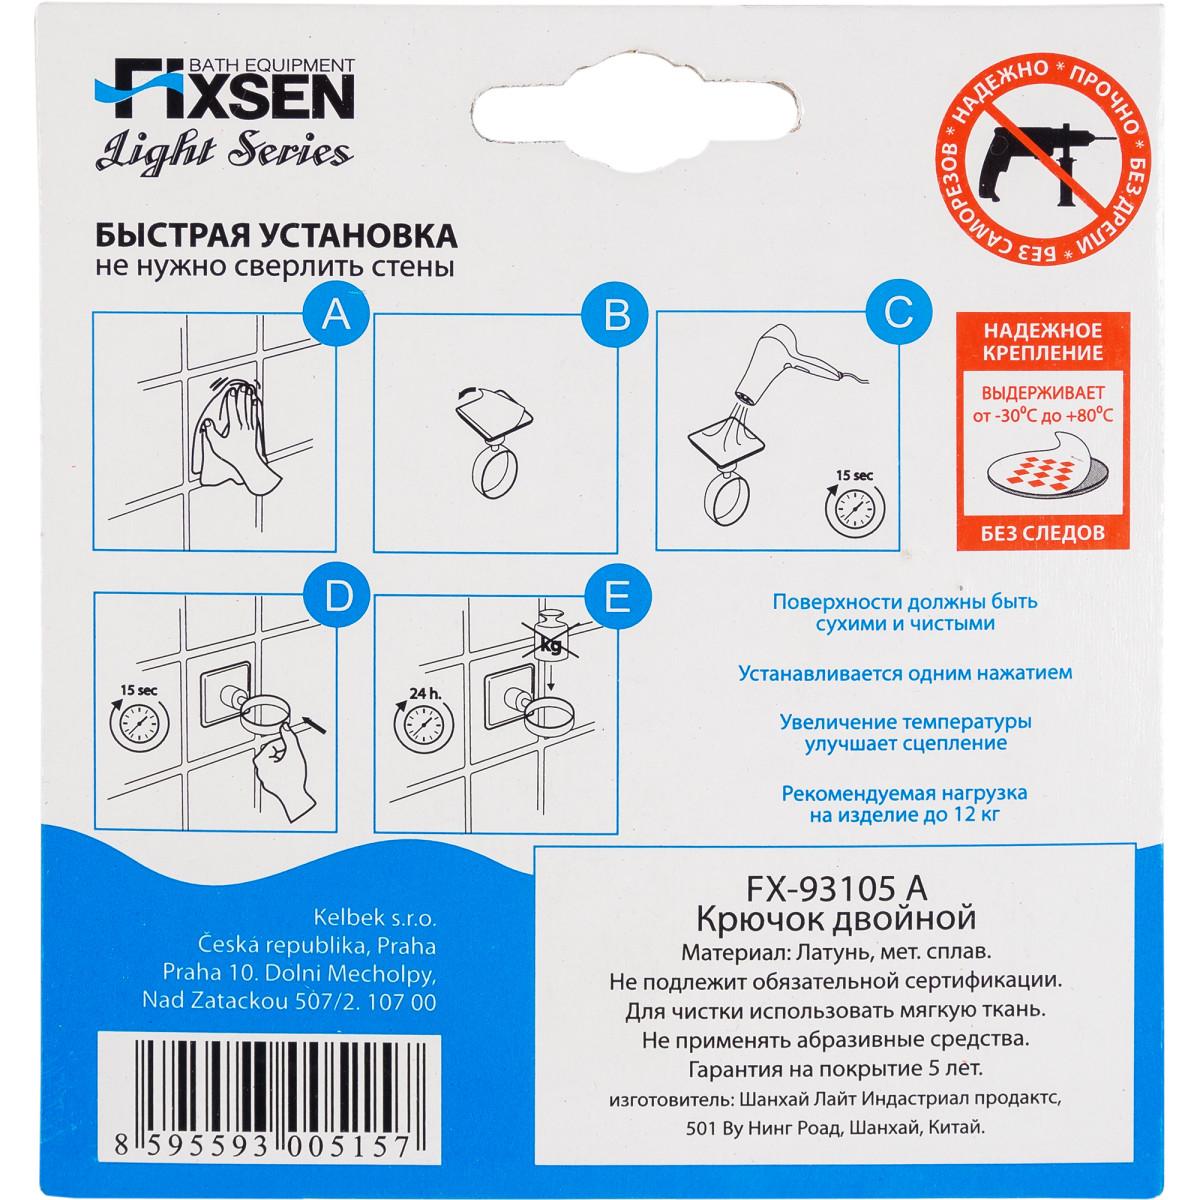 BATH EQUIPMENT
FIXSEN
Light Series
НАДЕЖНО * ПРОЧНО * БЕЗ ДРЕЛИ * БЕЗ САМОРЕЗОВ *
БЫСТРАЯ УСТАНОВКА
не нужно сверлить стены
A
B
C
15 sec
НАДЕЖНОЕ
КРЕПЛЕНИЕ
ВЫДЕРЖИВАЕТ
от -30⁰C до +80⁰C
БЕЗ СЛЕДОВ
D
15 sec
E
kg
24 h.
Поверхности должны быть
сухими и чистыми
Устанавливается одним нажатием
Увеличение температуры
улучшает сцепление
Рекомендуемая нагрузка
на изделие до 12 кг
Kelbek s.r.o.
Česká republika, Praha
Praha 10. Dolni Mecholpy,
Nad Zatackou 507/2. 107 00
8 595593 005157
FX-93105 A
Крючок двойной
Материал: Латунь, мет. сплав.
Не подлежит обязательной сертификации.
Для чистки использовать мягкую ткань.
Не применять абразивные средства.
Гарантия на покрытие 5 лет.
изготовитель: Шанхай Лайт Индастриал продактс,
501 Ву Нинг Роад, Шанхай, Китай.